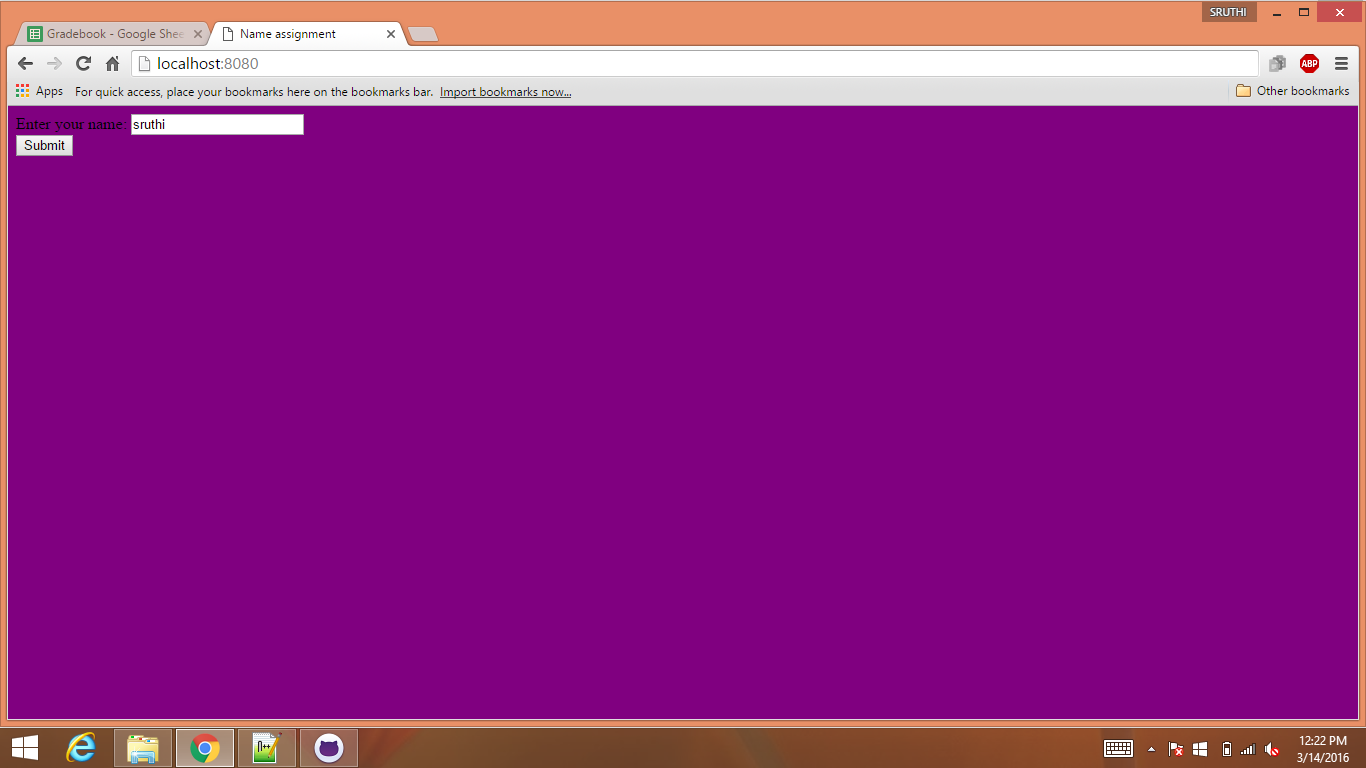 SRUTHI
Gradebook - Google Shee
Name assignment
localhost:8080
ABP
Apps
For quick access, place your bookmarks here on the bookmarks bar. Import bookmarks now...
Other bookmarks
Enter your name: sruthi
Submit
12:22 PM
3/14/2016